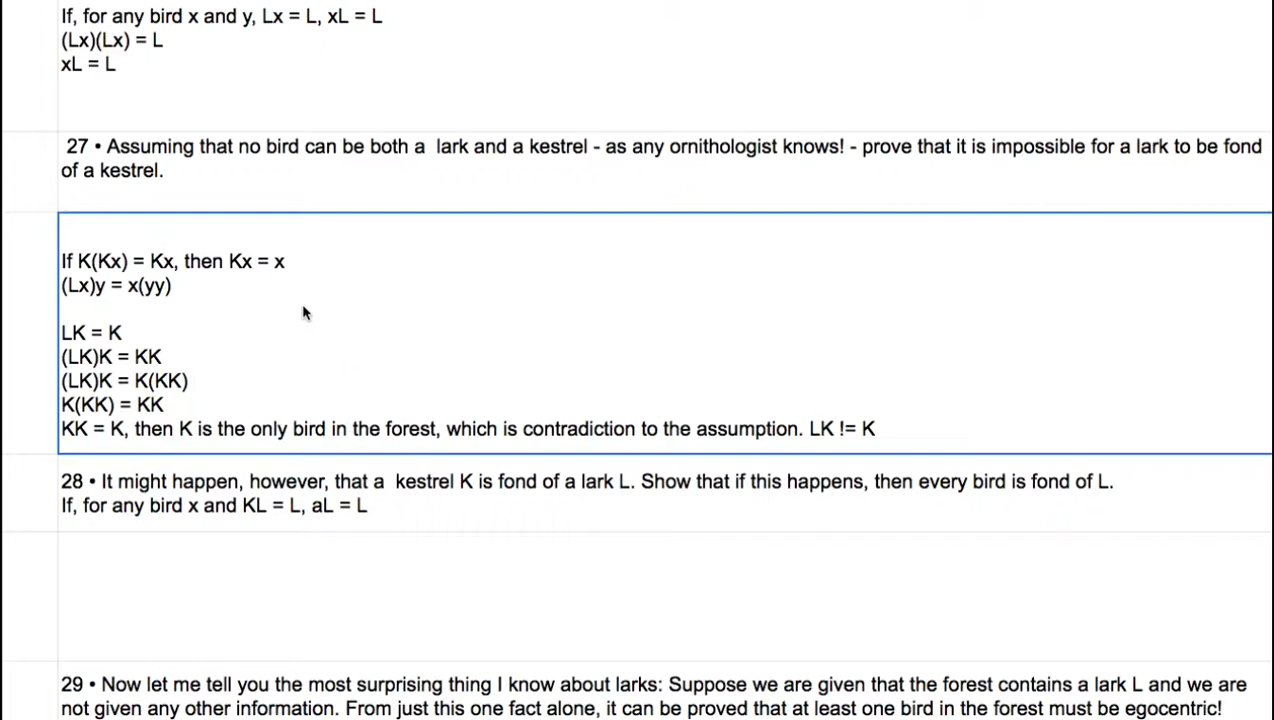 If, for any bird x and y, Lx = L, xL = L
(Lx)(Lx) = L
xL = L
27 • Assuming that no bird can be both a  lark and a kestrel - as any ornithologist knows! - prove that it is impossible for a lark to be fond
of a kestrel.
If K(Kx) = Kx, then Kx = x
(Lx)y = x(yy)
LK = K
(LK)K = KK
(LK)K = K(KK)
K(KK) = KK
KK = K, then K is the only bird in the forest, which is contradiction to the assumption. LK != K
28 • It might happen, however, that a  kestrel K is fond of a lark L. Show that if this happens, then every bird is fond of L.
If, for any bird x and KL = L, aL = L
29 • Now let me tell you the most surprising thing I know about larks: Suppose we are given that the forest contains a lark L and we are
not given any other information. From just this one fact alone, it can be proved that at least one bird in the forest must be egocentric!